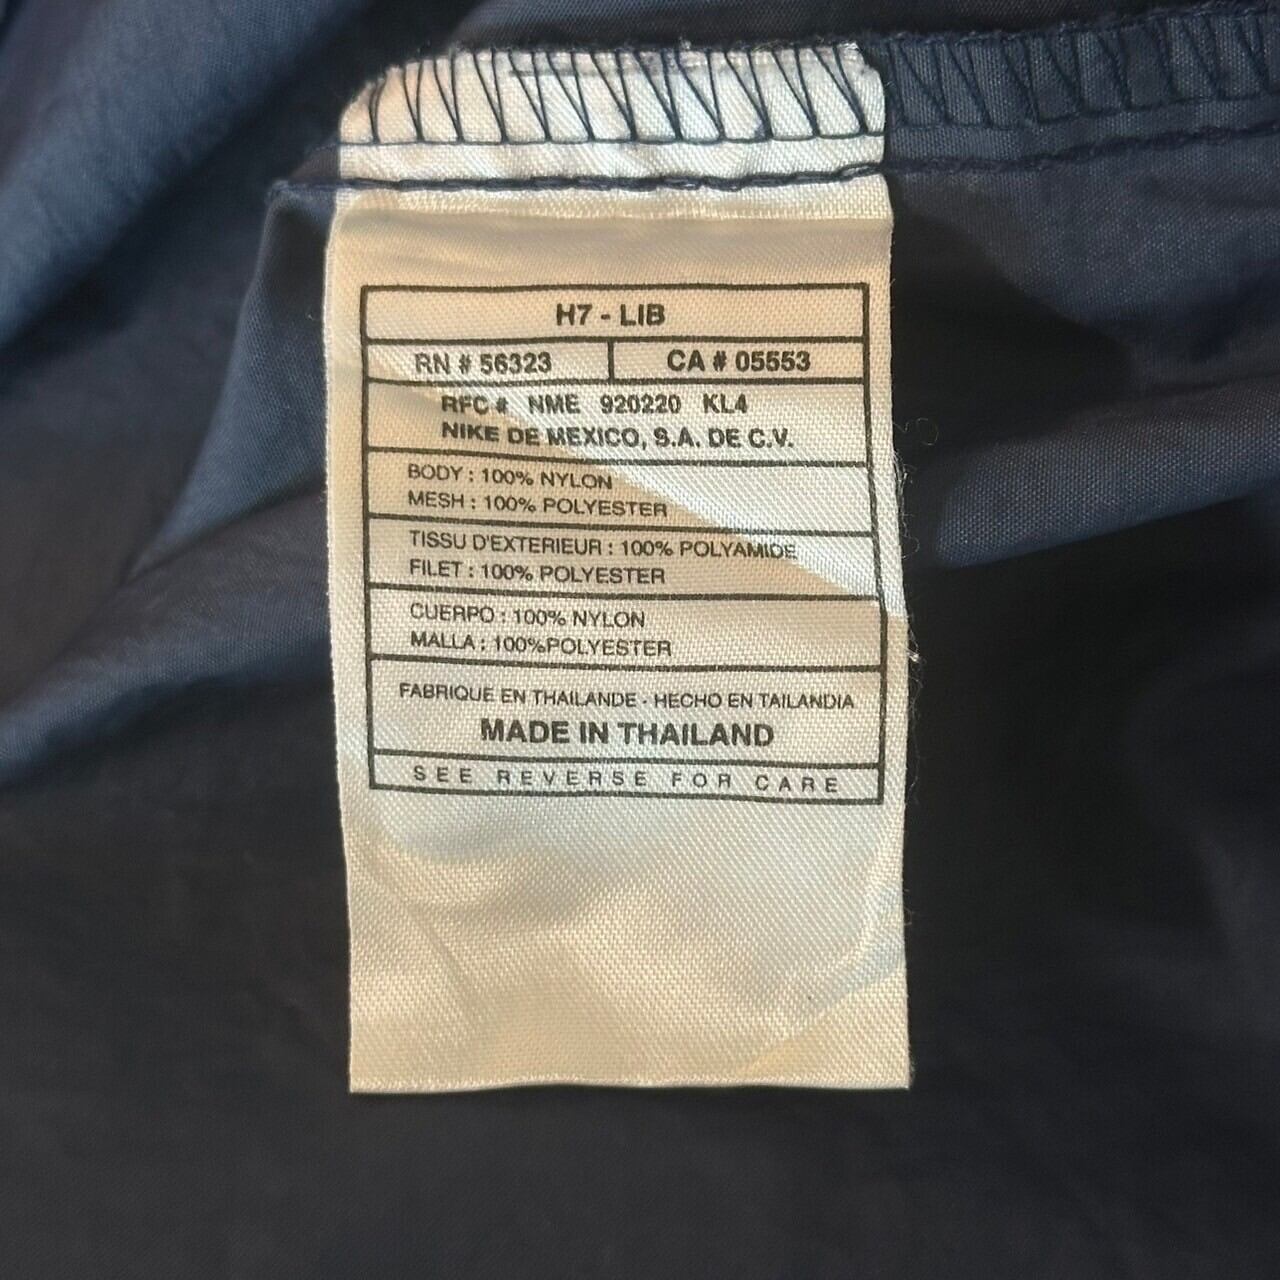 H7 - LIB
RN # 56323 CA # 05553
RFC # NME 920220 KL4
NIKE DE MEXICO, S.A. DE C.V.
BODY : 100% NYLON
MESH : 100% POLYESTER
TISSU D'EXTERIEUR : 100% POLYAMIDE
FILET : 100% POLYESTER
CUERPO : 100% NYLON
MALLA : 100%POLYESTER
FABRIQUE EN THAILANDE - HECHO EN TAILANDIA
MADE IN THAILAND
SEE REVERSE FOR CARE